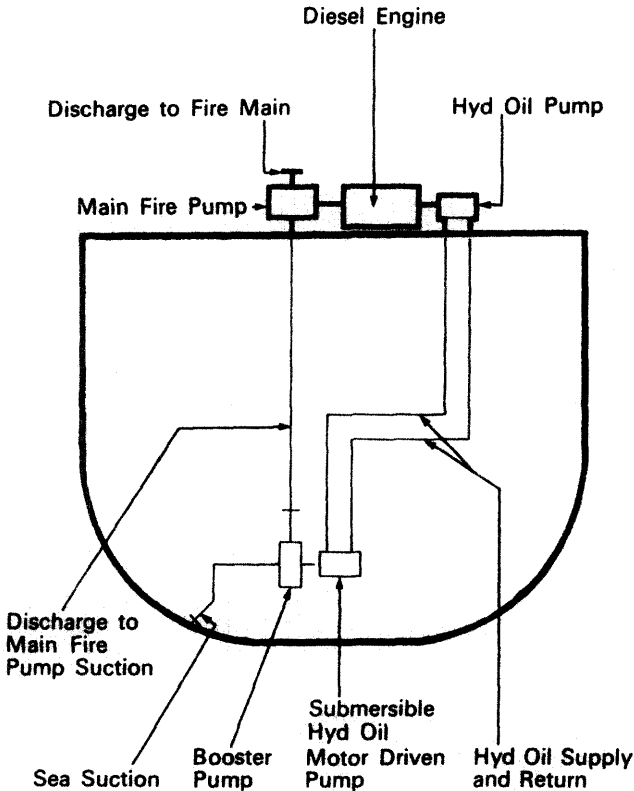 Diesel Engine
Discharge to Fire Main
Hyd Oil Pump
Main Fire Pump
Discharge to
Main Fire
Pump Suction
Submersible
Hyd Oil
Motor Driven
Pump
Booster
Pump
Hyd Oil Supply
and Return
Sea Suction